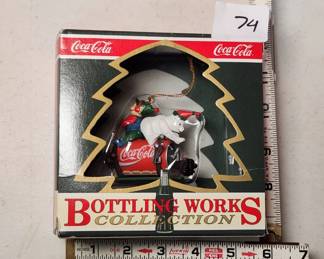 74
Coca-Cola
Coca-Cola
Coca-Cola
BOTTLING WORKS
COLLECTION
1 2 3 4 5 6 7